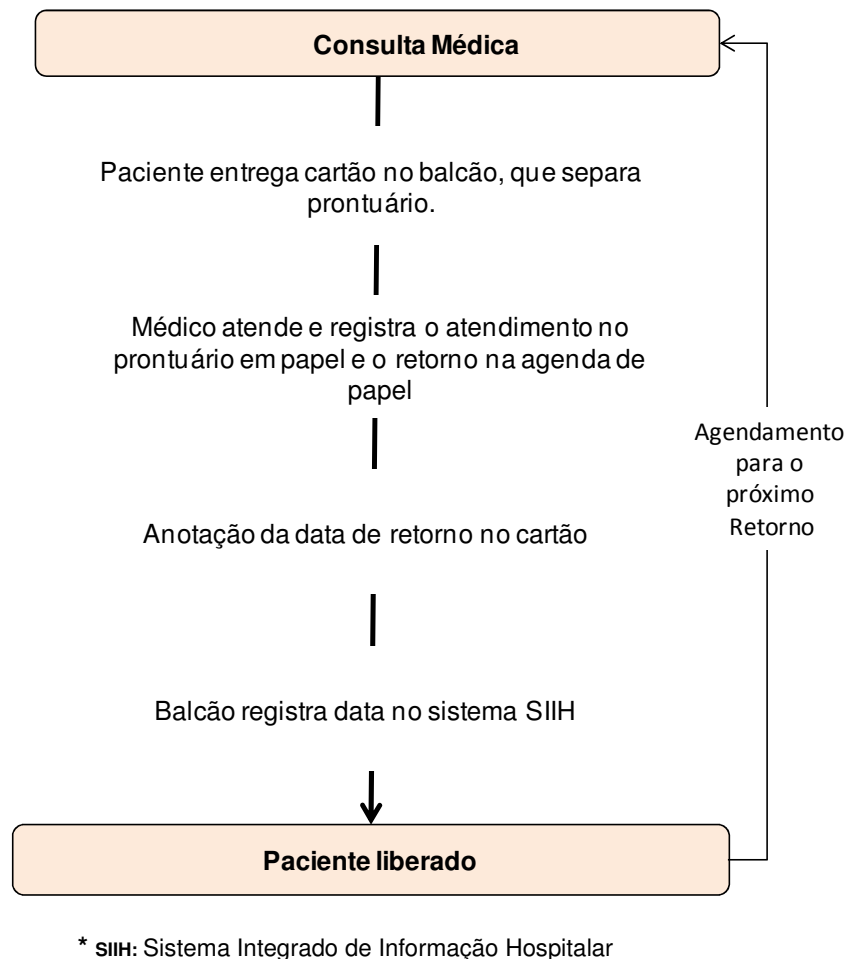 Consulta Médica
Paciente entrega cartão no balcão, que separa
prontuário.
Médico atende e registra o atendimento no
prontuário em papel e o retorno na agenda de
papel
Agendamento
para o
próximo
Retorno
Anotação da data de retorno no cartão
Balcão registra data no sistema SIIH
Paciente liberado
* SIIH: Sistema Integrado de Informação Hospitalar